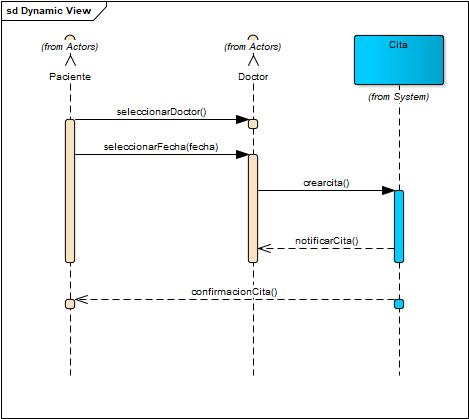 sd Dynamic View
(from Actors)
Paciente
(from Actors)
Doctor
Cita
(from System)
seleccionarDoctor()
seleccionarFecha(fecha)
crearcita()
notificarCita()
confirmacionCita()